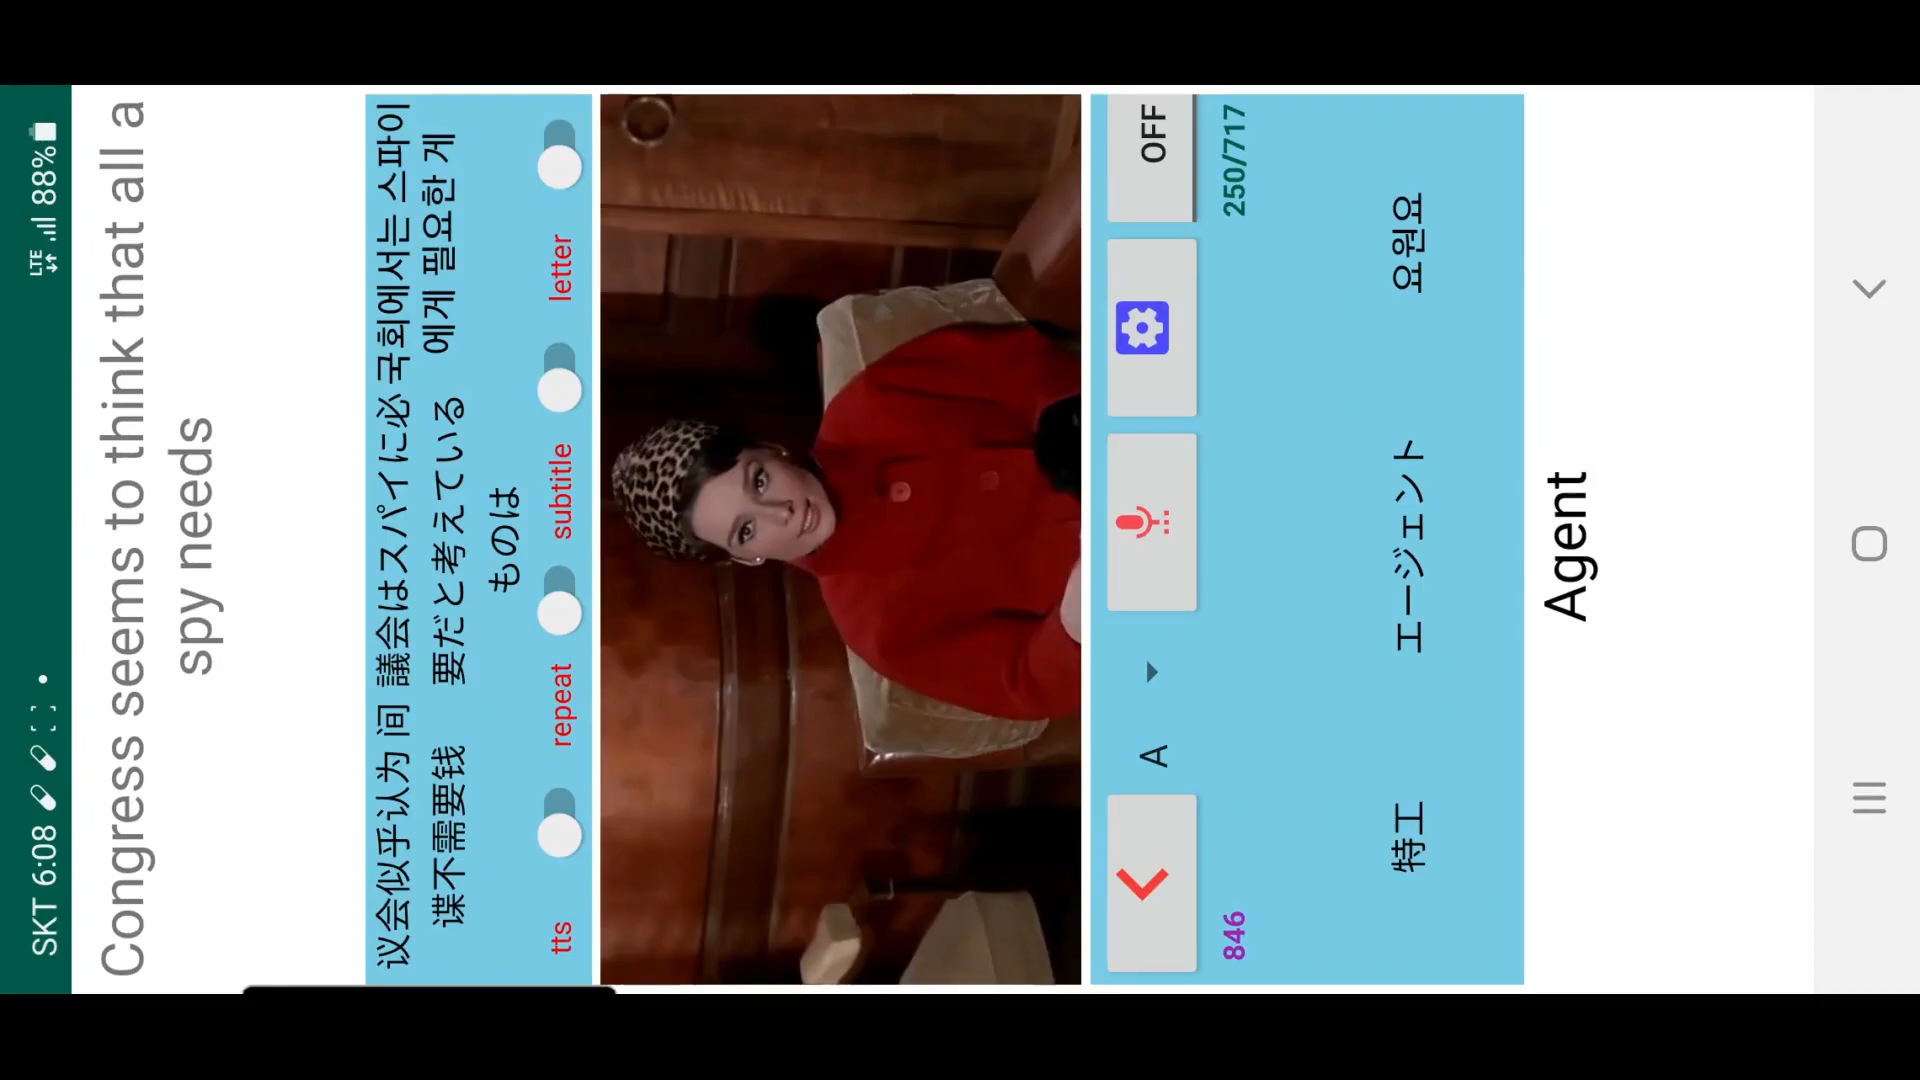 SKT 6:08 LTE 88%
Congress seems to think that all a
spy needs
议会似乎认为 间
谍不需要钱
議会はスパイに必
要だと考えている
ものは
국회에서는 스파이
에게 필요한 게
tts repeat subtitle letter
A OFF
846 250/717
特工 エージェント 요원요
Agent